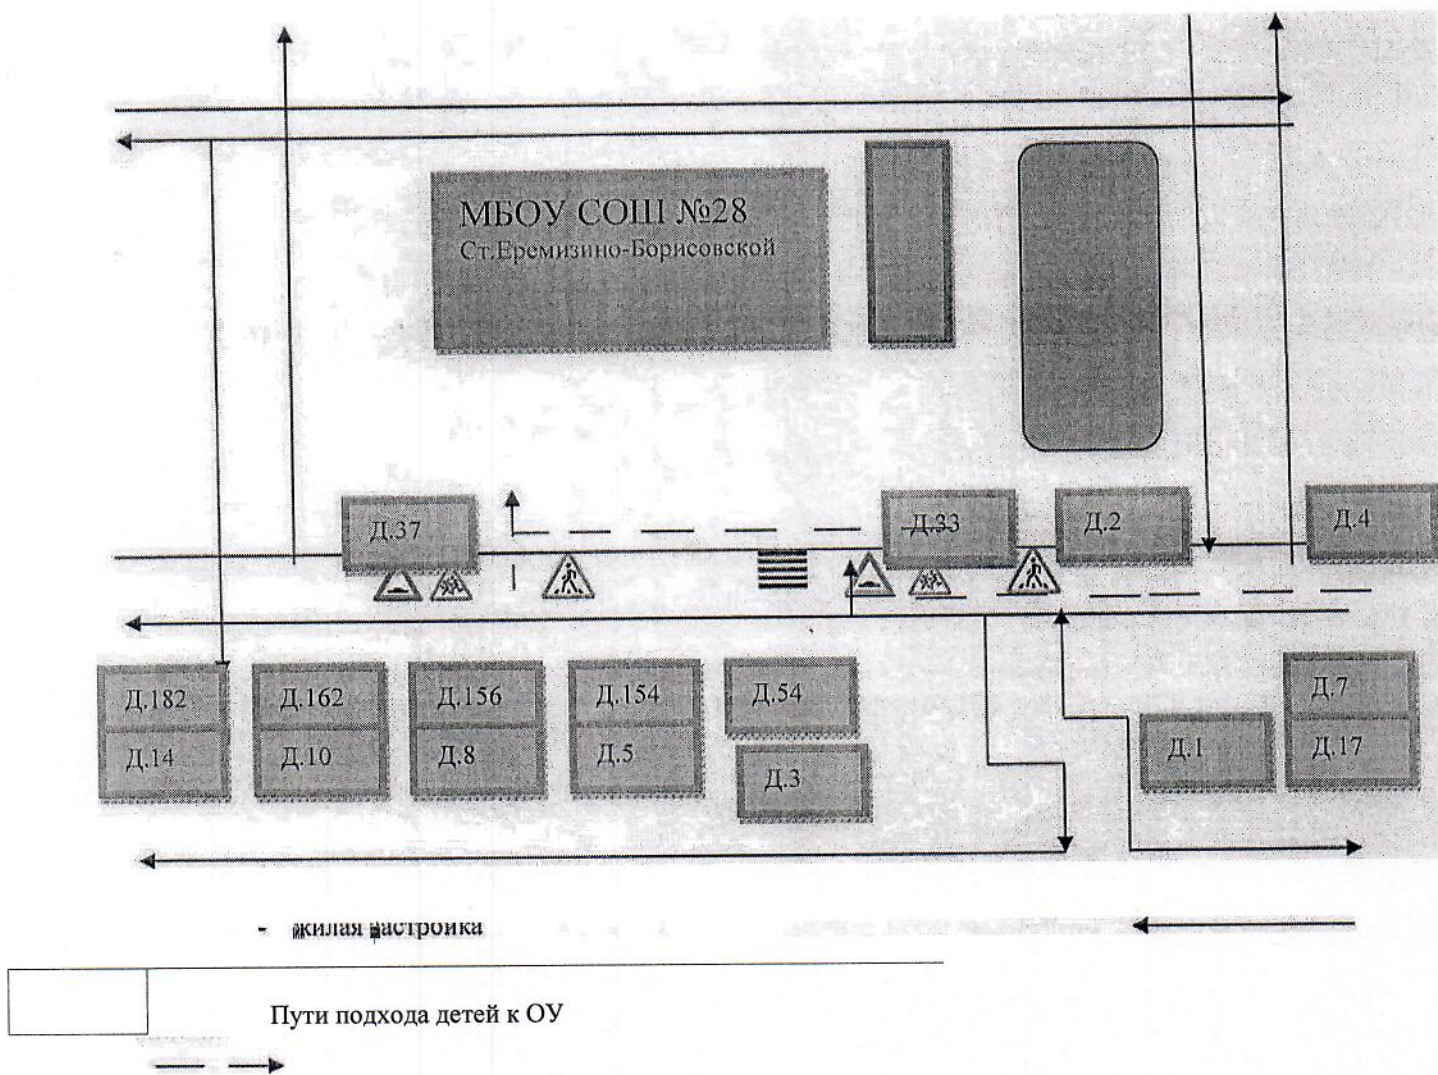 МБОУ СОШ №28
Ст.Еремизино-Борисовской
Д.37
Д.33
Д.2
Д.4
Д.182
Д.162
Д.156
Д.154
Д.54
Д.7
Д.14
Д.10
Д.8
Д.5
Д.3
Д.1
Д.17
- жилая настройка
Пути подхода детей к ОУ